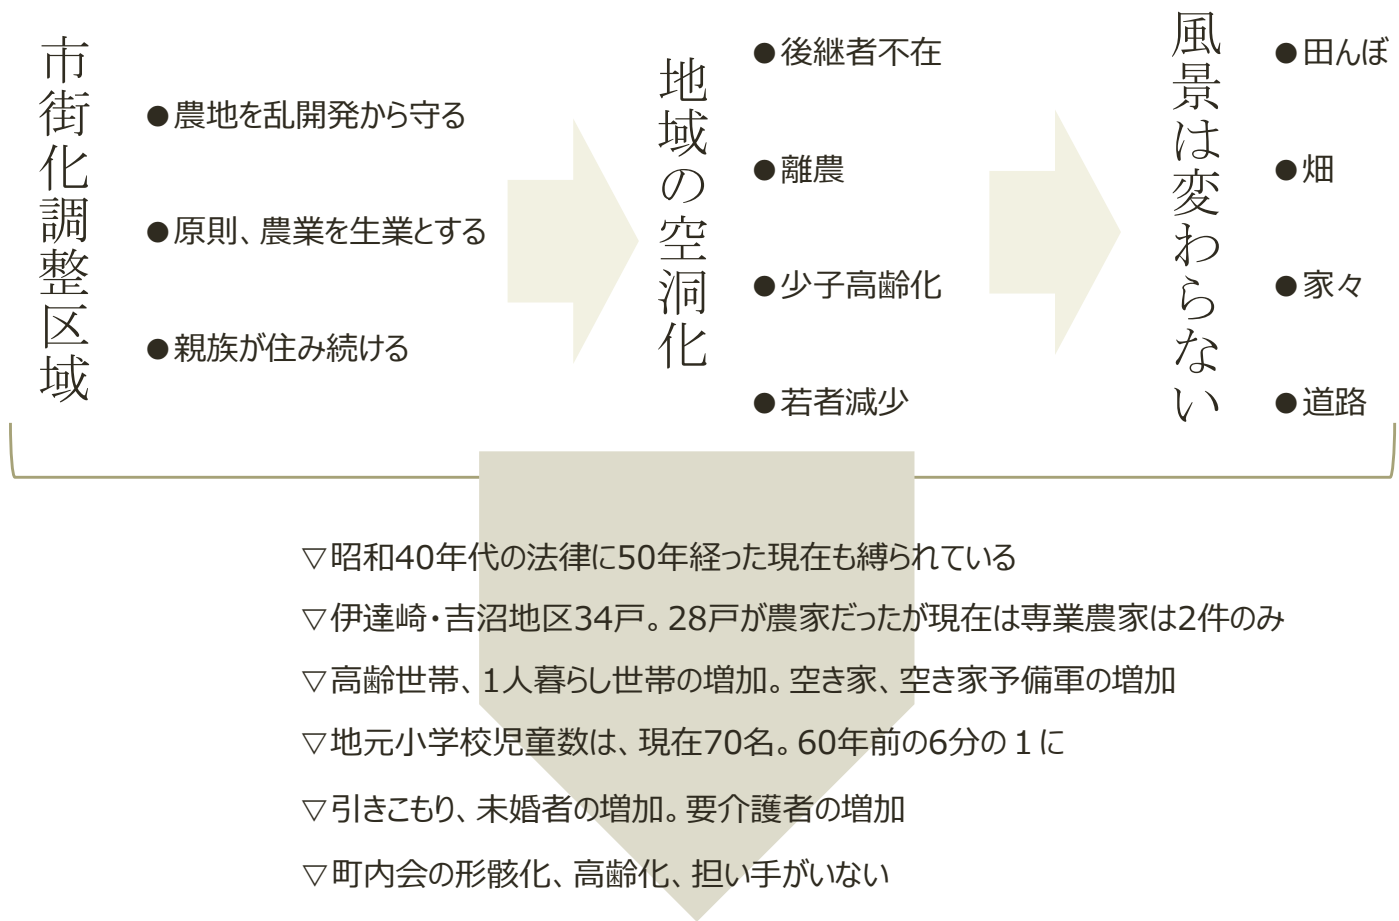 市街化調整区域
●農地を乱開発から守る
●原則、農業を生業とする
●親族が住み続ける
地域の空洞化
●後継者不在
●離農
●少子高齢化
●若者減少
風景は変わらない
●田んぼ
●畑
●家々
●道路
▽昭和40年代の法律に50年経った現在も縛られている
▽伊達崎・吉沼地区34戸。28戸が農家だったが現在は専業農家は2件のみ
▽高齢世帯、1人暮らし世帯の増加。空き家、空き家予備軍の増加
▽地元小学校児童数は、現在70名。60年前の6分の１に
▽引きこもり、未婚者の増加。要介護者の増加
▽町内会の形骸化、高齢化、担い手がいない